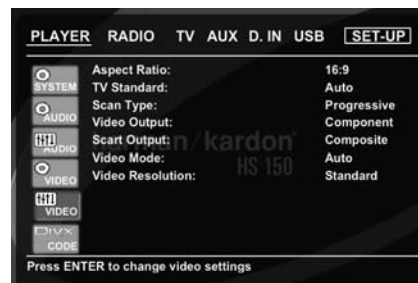 PLAYER RADIO TV AUX D. IN USB SET-UP
SYSTEM
AUDIO
AUDIO
VIDEO
VIDEO
DIVX
CODE
Aspect Ratio: 16:9
TV Standard: Auto
Scan Type: Progressive
Video Output: Component
Scart Output: Composite
Video Mode: Auto
Video Resolution: Standard
harman/kardon
HS 150
Press ENTER to change video settings